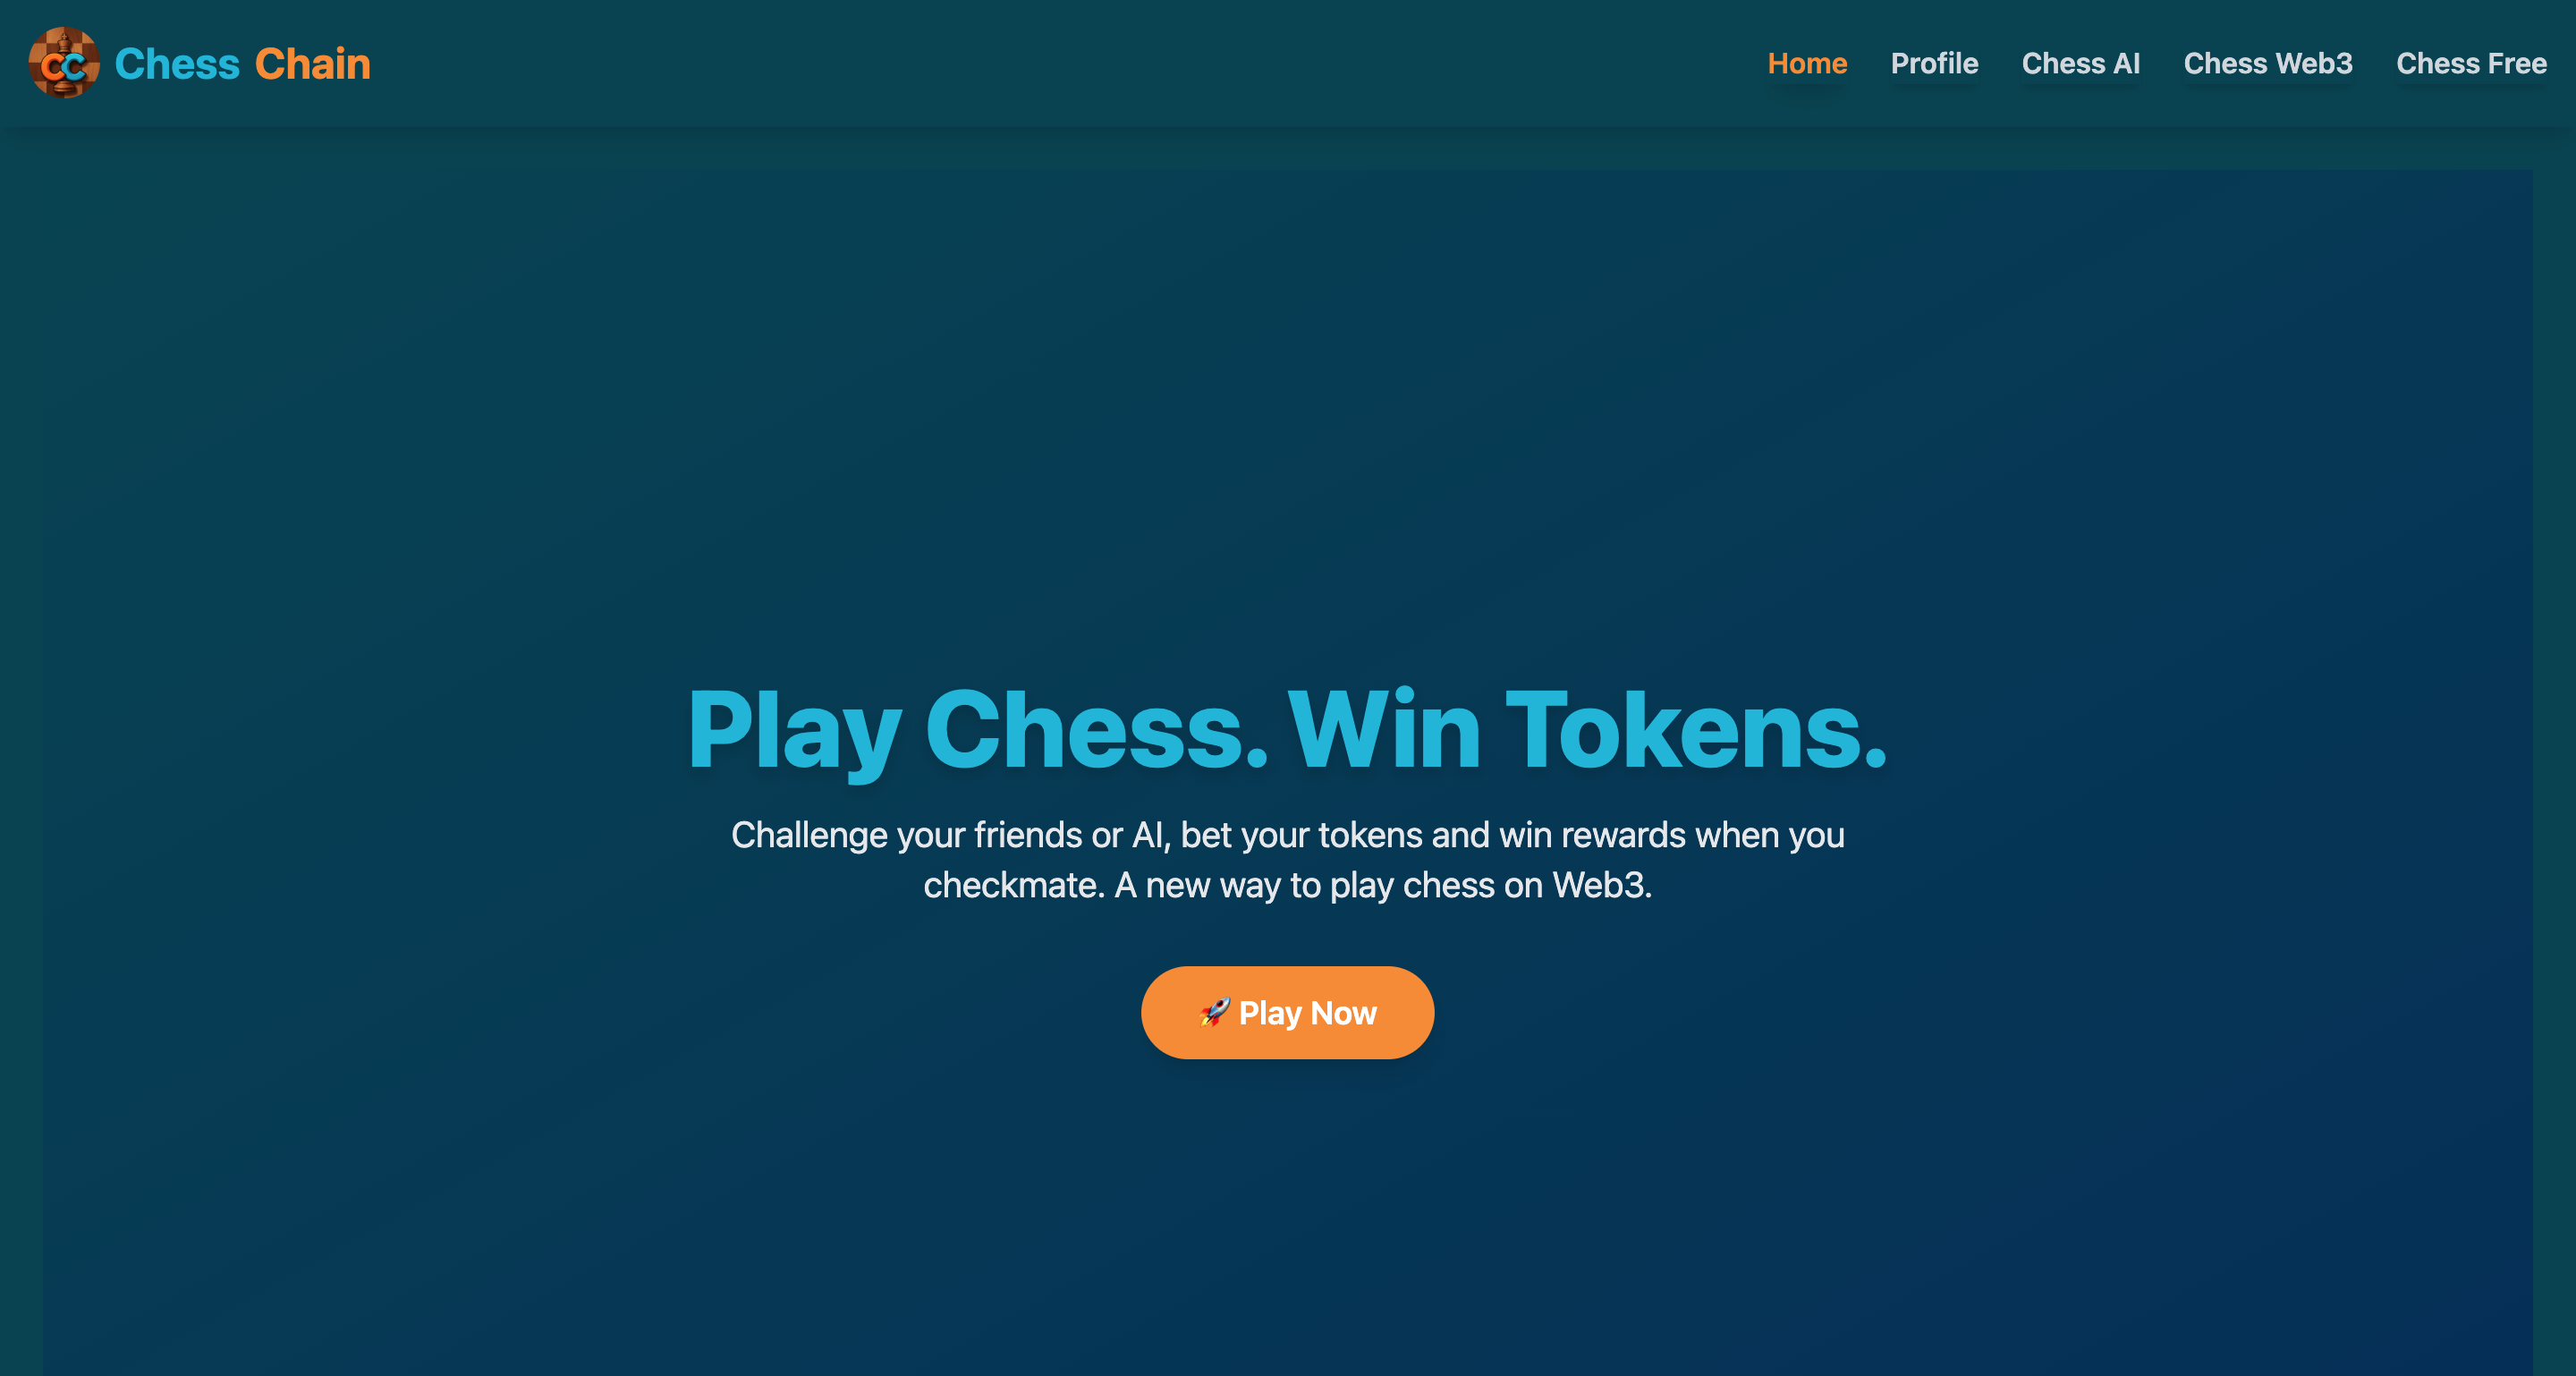 CC Chess Chain
Home Profile Chess AI Chess Web3 Chess Free
Play Chess. Win Tokens.
Challenge your friends or AI, bet your tokens and win rewards when you
checkmate. A new way to play chess on Web3.
🚀 Play Now